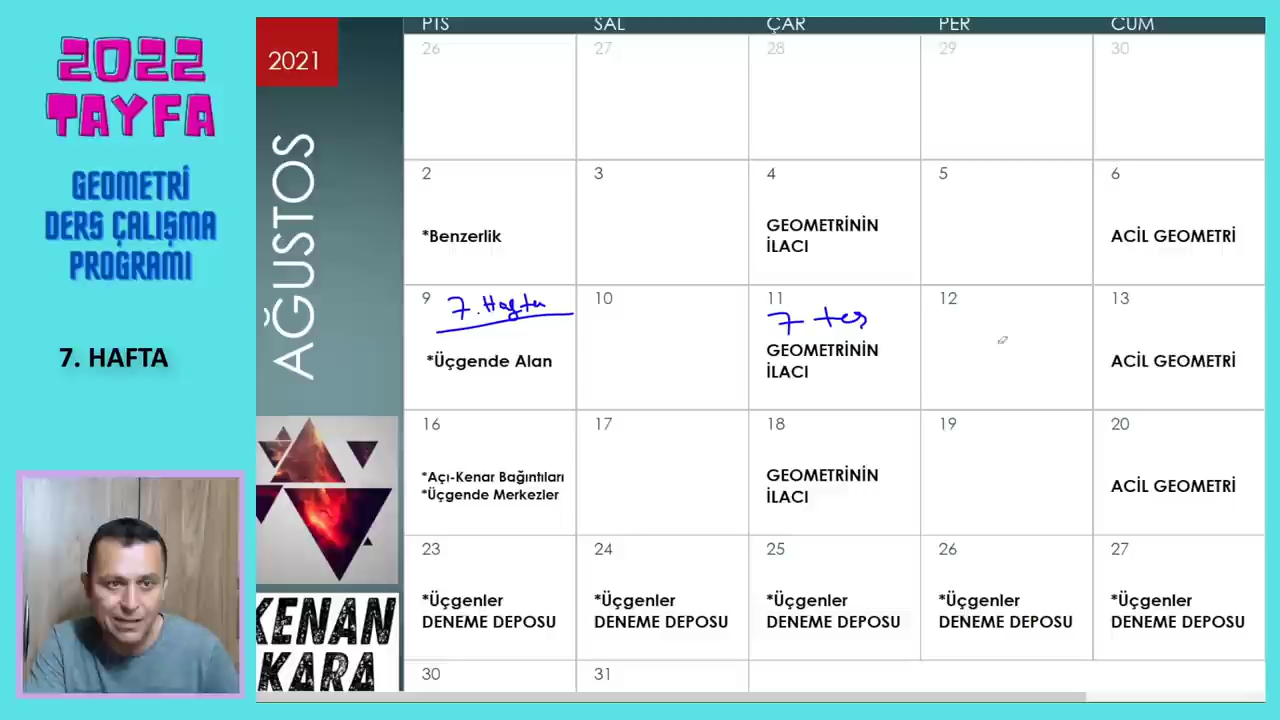 2022
TAYFA
GEOMETRİ
DERS ÇALIŞMA
PROGRAMI
7. HAFTA
2021
AĞUSTOS
KENAN
KARA
PTS SAL ÇAR PER CUM
26 27 28 29 30
2 3 4 5 6
*Benzerlik
GEOMETRİNİN
İLACI
ACİL GEOMETRİ
9 10 11 12 13
7. Hafta
7 tes
*Üçgende Alan
GEOMETRİNİN
İLACI
ACİL GEOMETRİ
16 17 18 19 20
*Açı-Kenar Bağıntıları
*Üçgende Merkezler
GEOMETRİNİN
İLACI
ACİL GEOMETRİ
23 24 25 26 27
*Üçgenler
DENEME DEPOSU
*Üçgenler
DENEME DEPOSU
*Üçgenler
DENEME DEPOSU
*Üçgenler
DENEME DEPOSU
*Üçgenler
DENEME DEPOSU
30 31